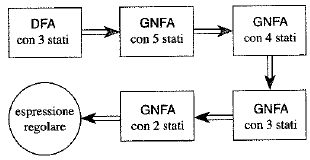 DFA
con 3 stati
GNFA
con 5 stati
GNFA
con 4 stati
GNFA
con 3 stati
GNFA
con 2 stati
espressione
regolare